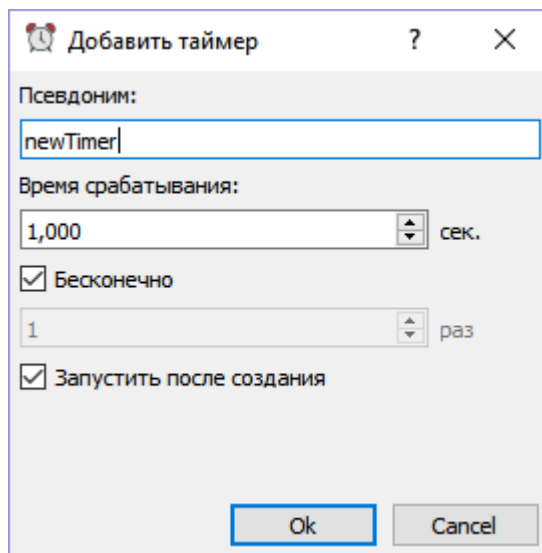 Добавить таймер ? ×
Псевдоним:
newTimer
Время срабатывания:
1,000 сек.
Бесконечно
1 раз
Запустить после создания
Ok Cancel